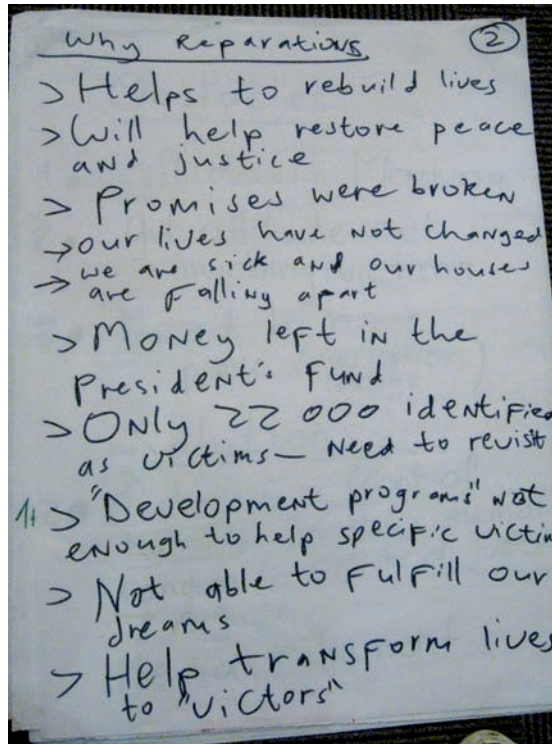 Why Reparations ②
> Helps to rebuild lives
> Will help restore peace
and justice
> Promises were broken
→ our lives have not changed
→ we are sick and our houses
are falling apart
> Money left in the
President's Fund
> Only 22 000 identified
as victims – Need to revisit
> "Development programs" not
enough to help specific victim
> Not able to fulfill our
dreams
> Help transform lives
to "victors"